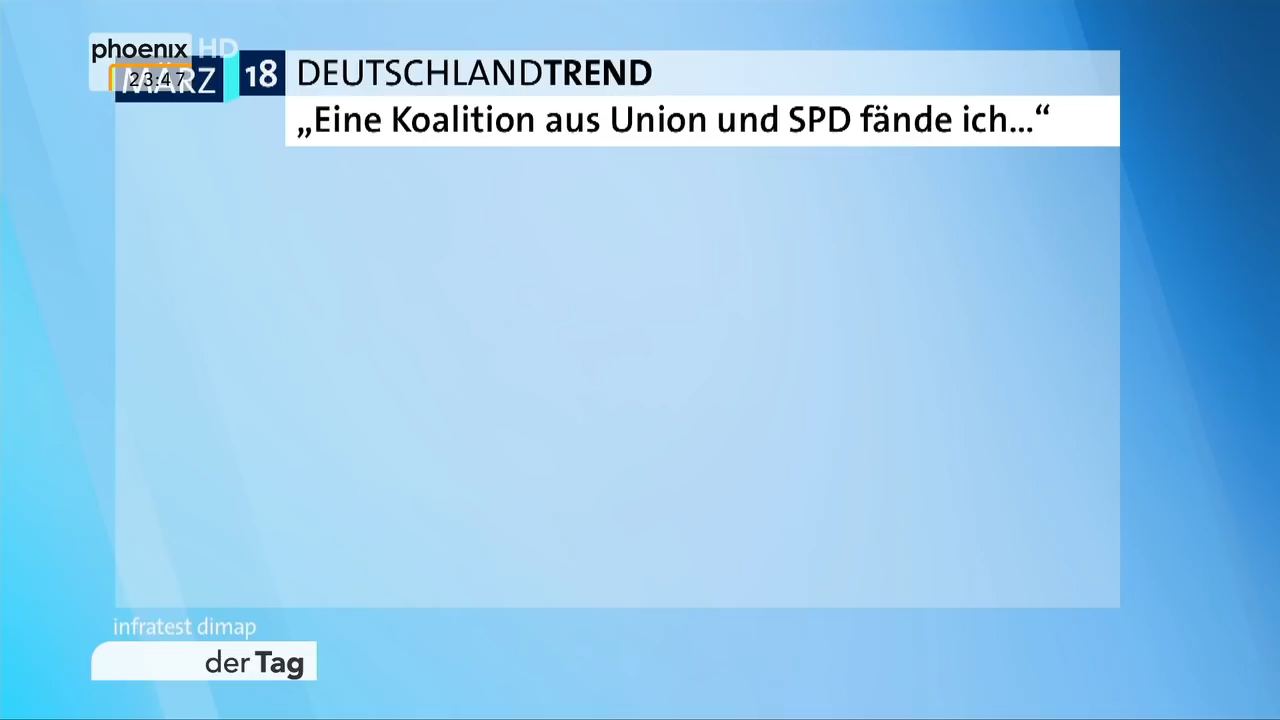 phoenix HD
23:47
MÄRZ 18 DEUTSCHLANDTREND
„Eine Koalition aus Union und SPD fände ich...“
infratest dimap
der Tag